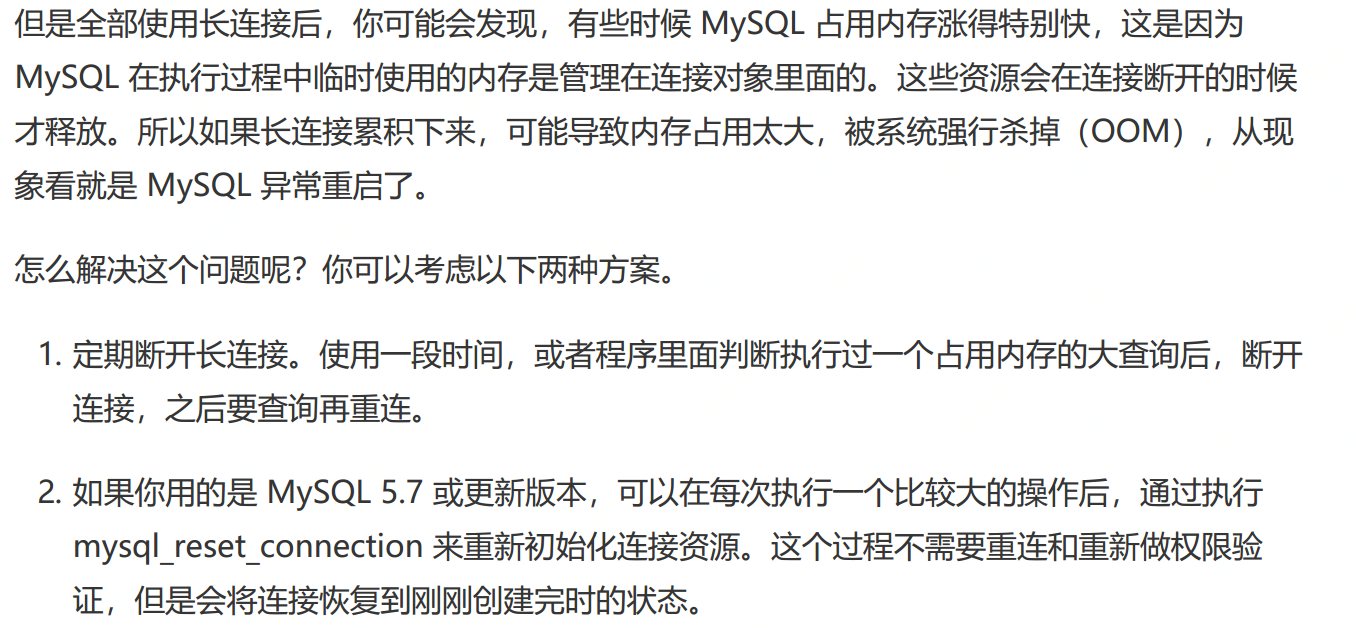 但是全部使用长连接后，你可能会发现，有些时候 MySQL 占用内存涨得特别快，这是因为
MySQL 在执行过程中临时使用的内存是管理在连接对象里面的。这些资源会在连接断开的时候
才释放。所以如果长连接累积下来，可能导致内存占用太大，被系统强行杀掉（OOM），从现
象看就是 MySQL 异常重启了。
怎么解决这个问题呢？你可以考虑以下两种方案。
1. 定期断开长连接。使用一段时间，或者程序里面判断执行过一个占用内存的大查询后，断开
连接，之后要查询再重连。
2. 如果你用的是 MySQL 5.7 或更新版本，可以在每次执行一个比较大的操作后，通过执行
mysql_reset_connection 来重新初始化连接资源。这个过程不需要重连和重新做权限验
证，但是会将连接恢复到刚刚创建完时的状态。